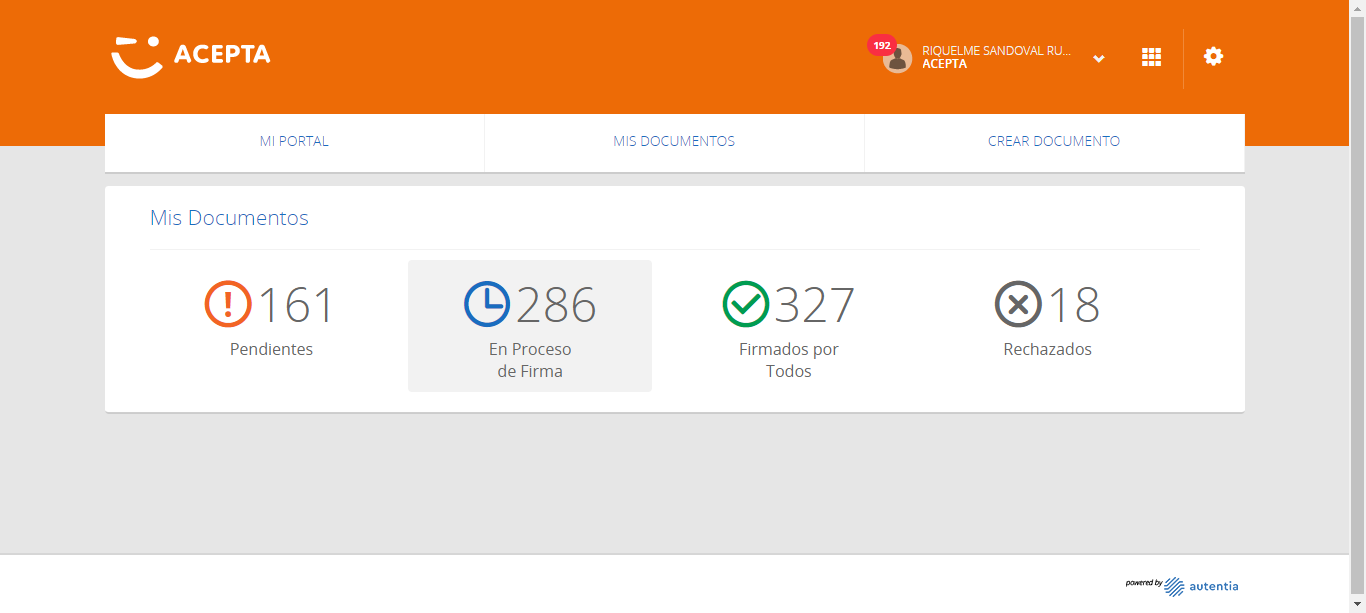 ACEPTA
192
RIQUELME SANDOVAL RU...
ACEPTA
MI PORTAL
MIS DOCUMENTOS
CREAR DOCUMENTO
Mis Documentos
161
Pendientes
286
En Proceso
de Firma
327
Firmados por
Todos
18
Rechazados
powered by autentia